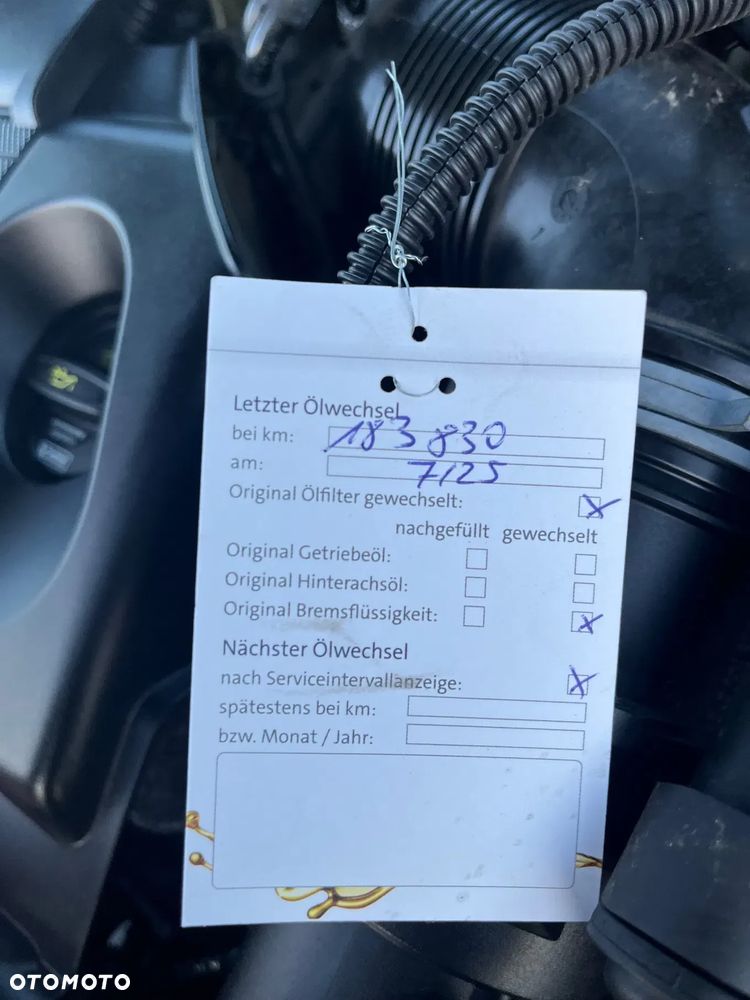 Letzter Ölwechsel
bei km: 183 830
am: 7/25
Original Ölfilter gewechselt: X
nachgefüllt gewechselt
Original Getriebeöl:
Original Hinterachsöl:
Original Bremsflüssigkeit: X
Nächster Ölwechsel
nach Serviceintervallanzeige: X
spätestens bei km:
bzw. Monat / Jahr:
OTOMOTO